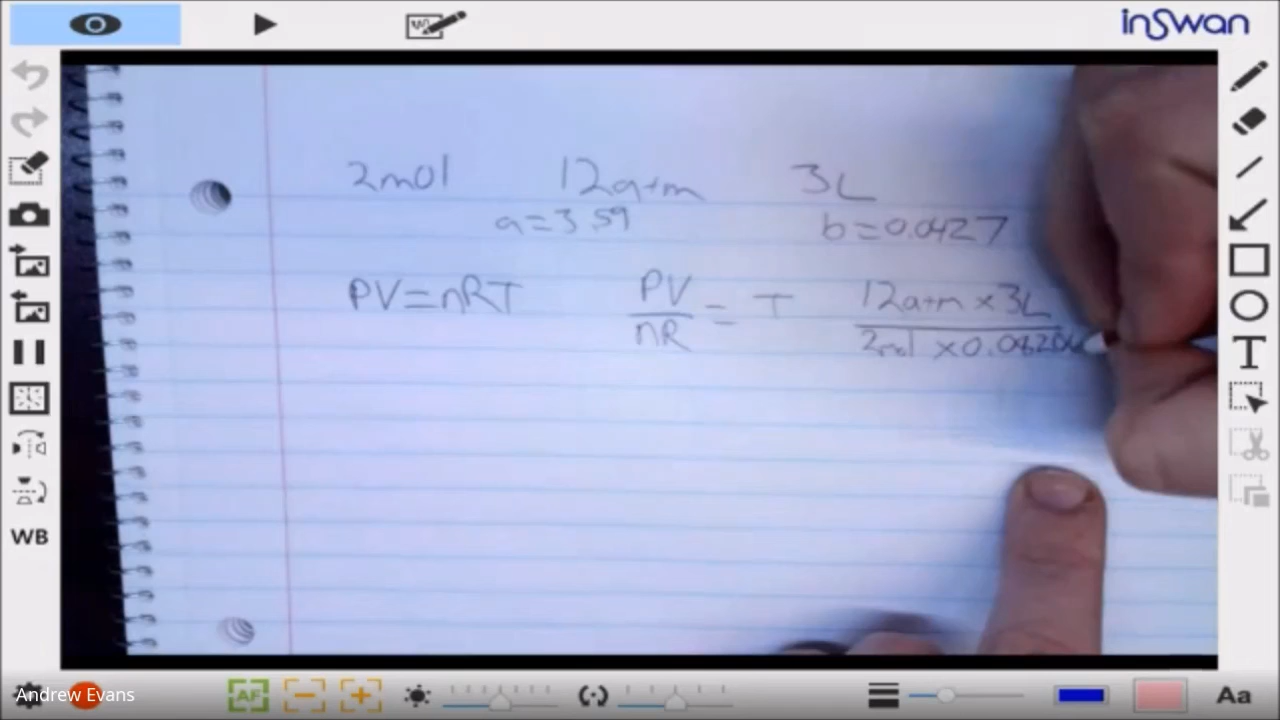 inSwan
2mol 12atm 3L
a=3.59 b=0.0427
PV=nRT PV/nR = T 12atm x 3L
2mol x 0.0820
WB
T
Andrew Evans
AF
Aa